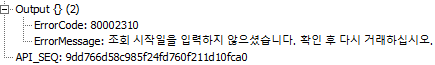 Output {} (2)
ErrorCode: 80002310
ErrorMessage: 조회 시작일을 입력하지 않으셨습니다. 확인 후 다시 거래하십시오.
API_SEQ: 9dd766d58c985f24fd760f211d10fca0